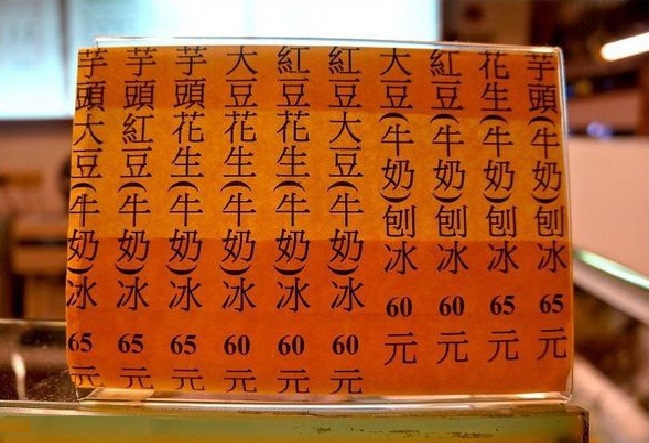 芋頭(牛奶)刨冰65元
花生(牛奶)刨冰65元
紅豆(牛奶)刨冰60元
大豆(牛奶)刨冰60元
紅豆大豆(牛奶)冰60元
紅豆花生(牛奶)冰60元
大豆花生(牛奶)冰60元
芋頭花生(牛奶)冰65元
芋頭紅豆(牛奶)冰65元
芋頭大豆(牛奶)冰65元